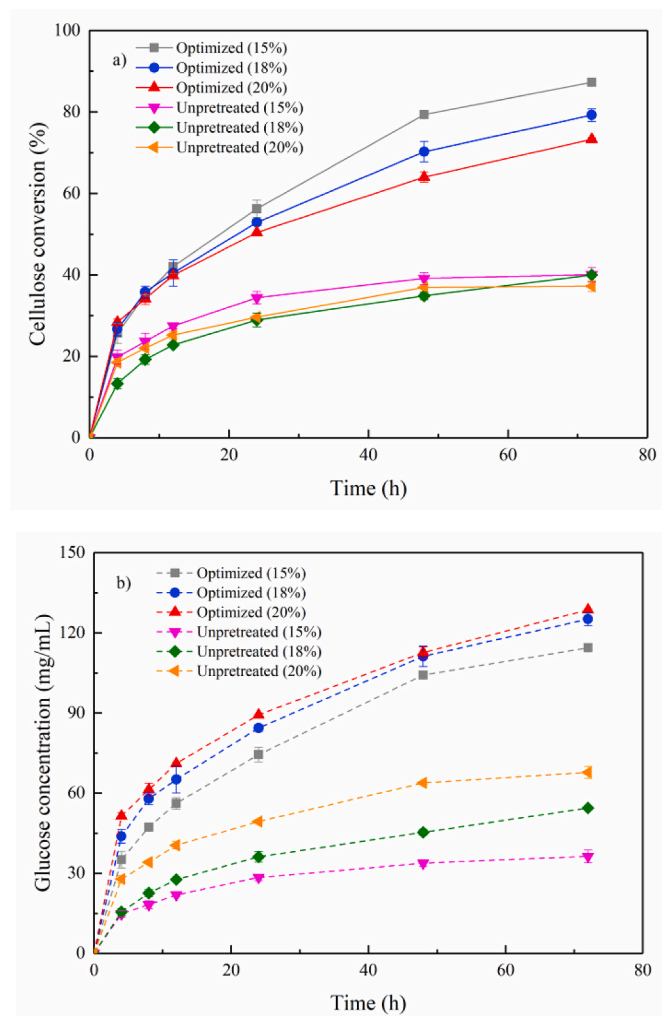 100
a)
Optimized (15%)
Optimized (18%)
Optimized (20%)
Unpretreated (15%)
Unpretreated (18%)
Unpretreated (20%)
80
60
40
20
0
Cellulose conversion (%)
0 20 40 60 80
Time (h)
150
b)
Optimized (15%)
Optimized (18%)
Optimized (20%)
Unpretreated (15%)
Unpretreated (18%)
Unpretreated (20%)
120
90
60
30
0
Glucose concentration (mg/mL)
0 20 40 60 80
Time (h)